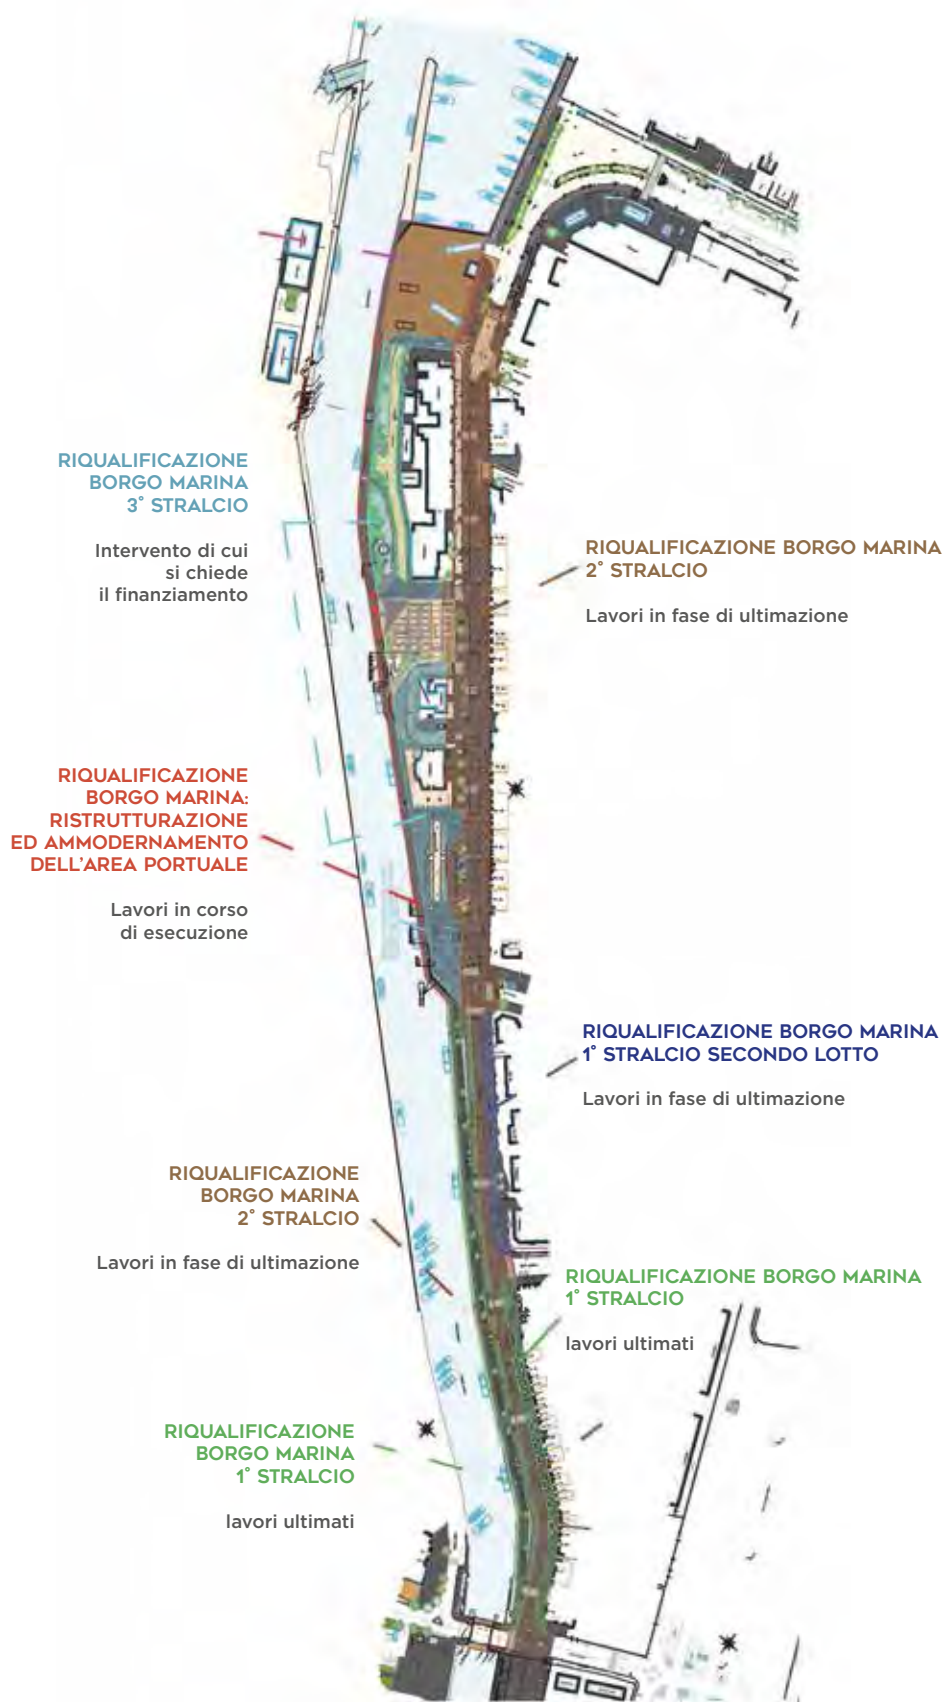 RIQUALIFICAZIONE
BORGO MARINA
3° STRALCIO
Intervento di cui
si chiede
il finanziamento
RIQUALIFICAZIONE BORGO MARINA
2° STRALCIO
Lavori in fase di ultimazione
RIQUALIFICAZIONE
BORGO MARINA:
RISTRUTTURAZIONE
ED AMMODERNAMENTO
DELL'AREA PORTUALE
Lavori in corso
di esecuzione
RIQUALIFICAZIONE BORGO MARINA
1° STRALCIO SECONDO LOTTO
Lavori in fase di ultimazione
RIQUALIFICAZIONE
BORGO MARINA
2° STRALCIO
Lavori in fase di ultimazione
RIQUALIFICAZIONE BORGO MARINA
1° STRALCIO
lavori ultimati
RIQUALIFICAZIONE
BORGO MARINA
1° STRALCIO
lavori ultimati